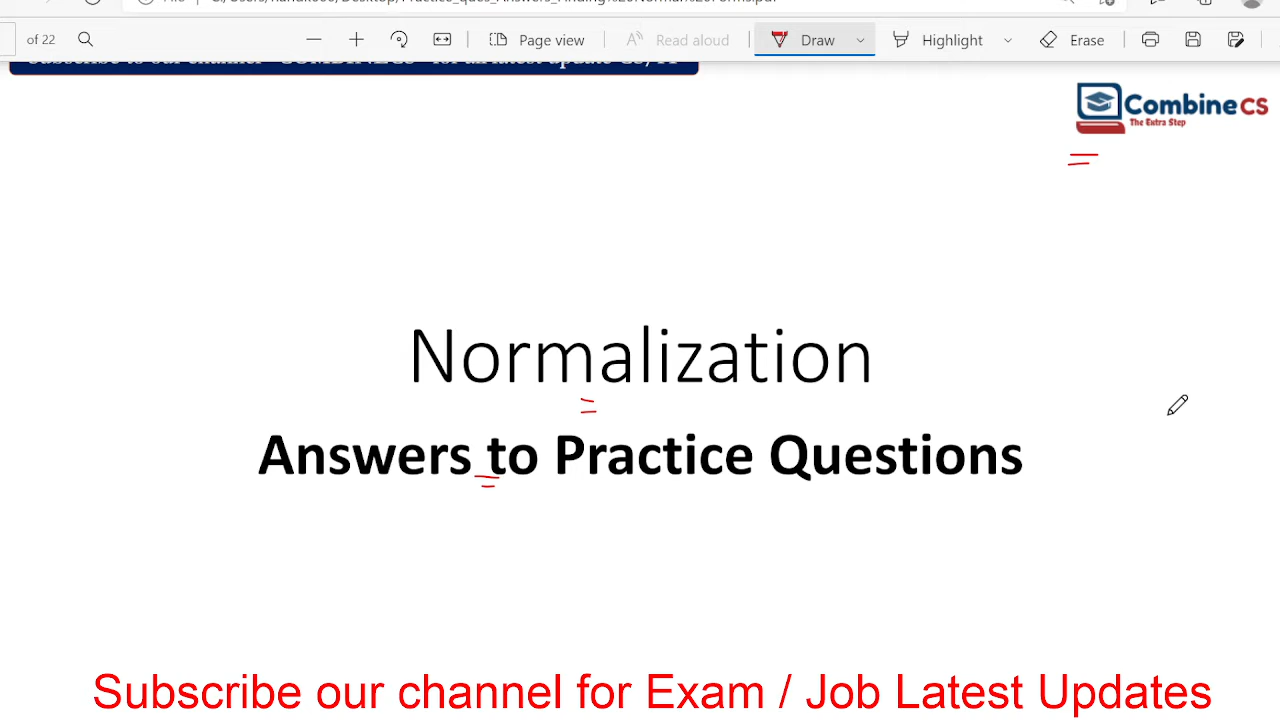 of 22
Page view
Read aloud
Draw
Highlight
Erase
Combine CS
The Extra Step
Normalization
Answers to Practice Questions
Subscribe our channel for Exam / Job Latest Updates